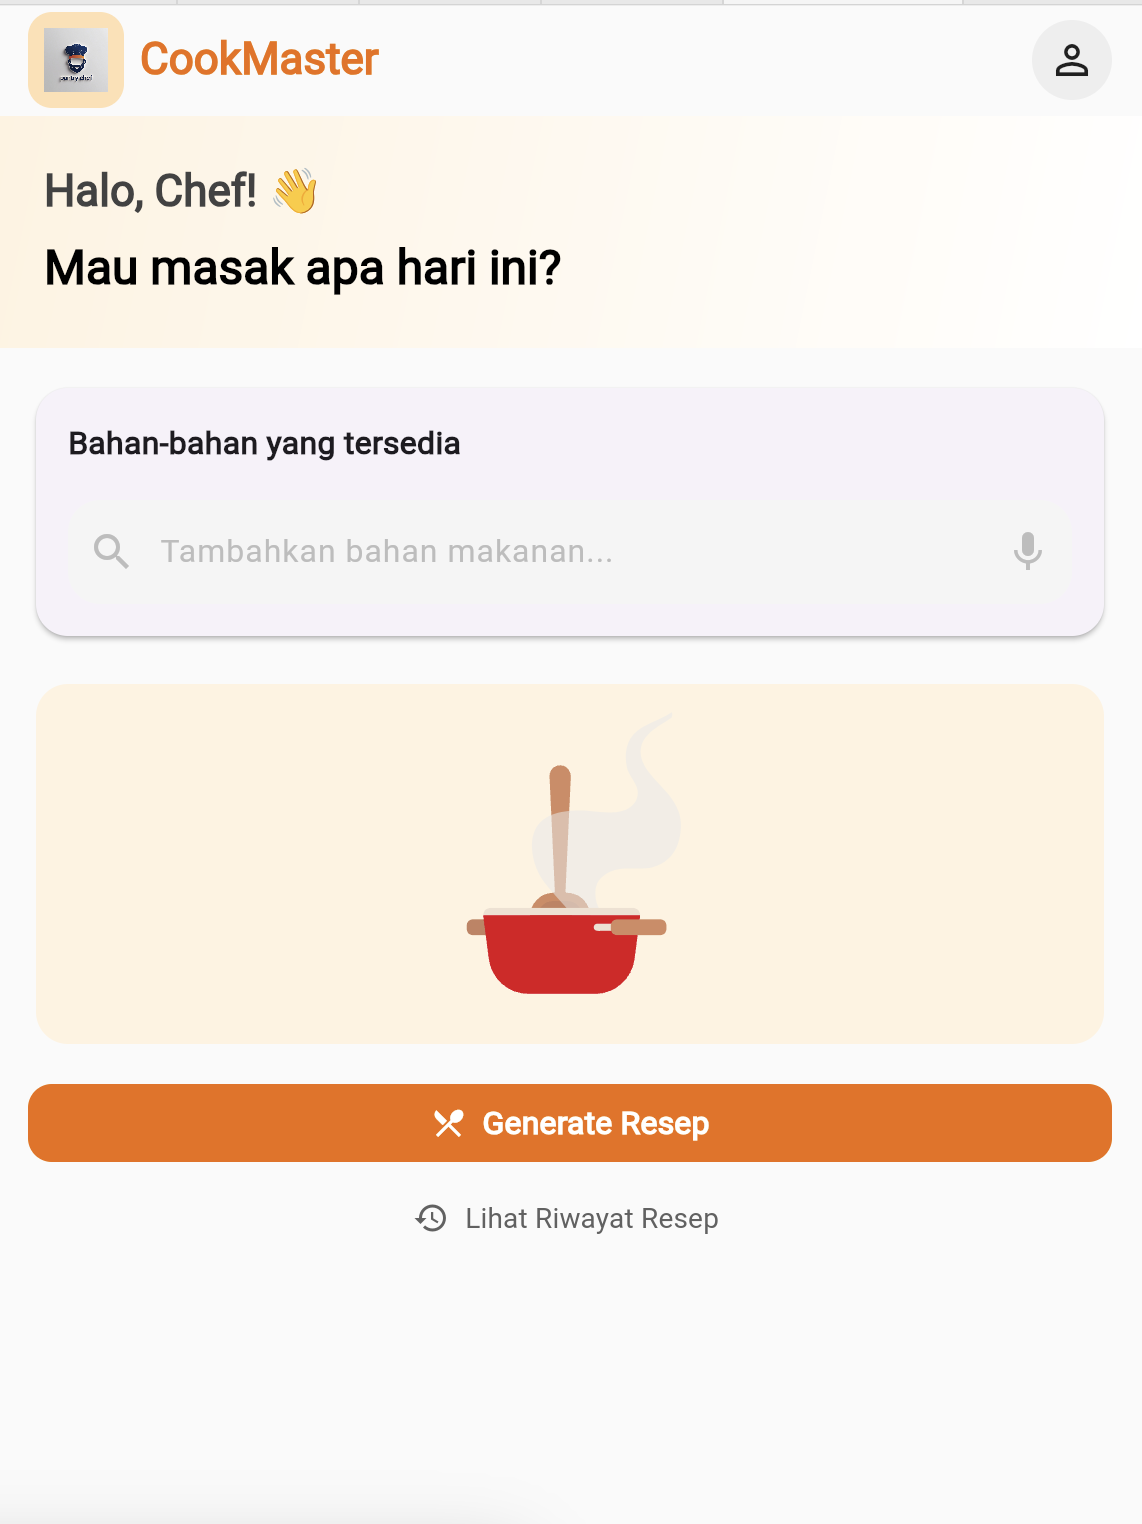 CookMaster
Halo, Chef! 👋
Mau masak apa hari ini?
Bahan-bahan yang tersedia
Tambahkan bahan makanan...
Generate Resep
Lihat Riwayat Resep